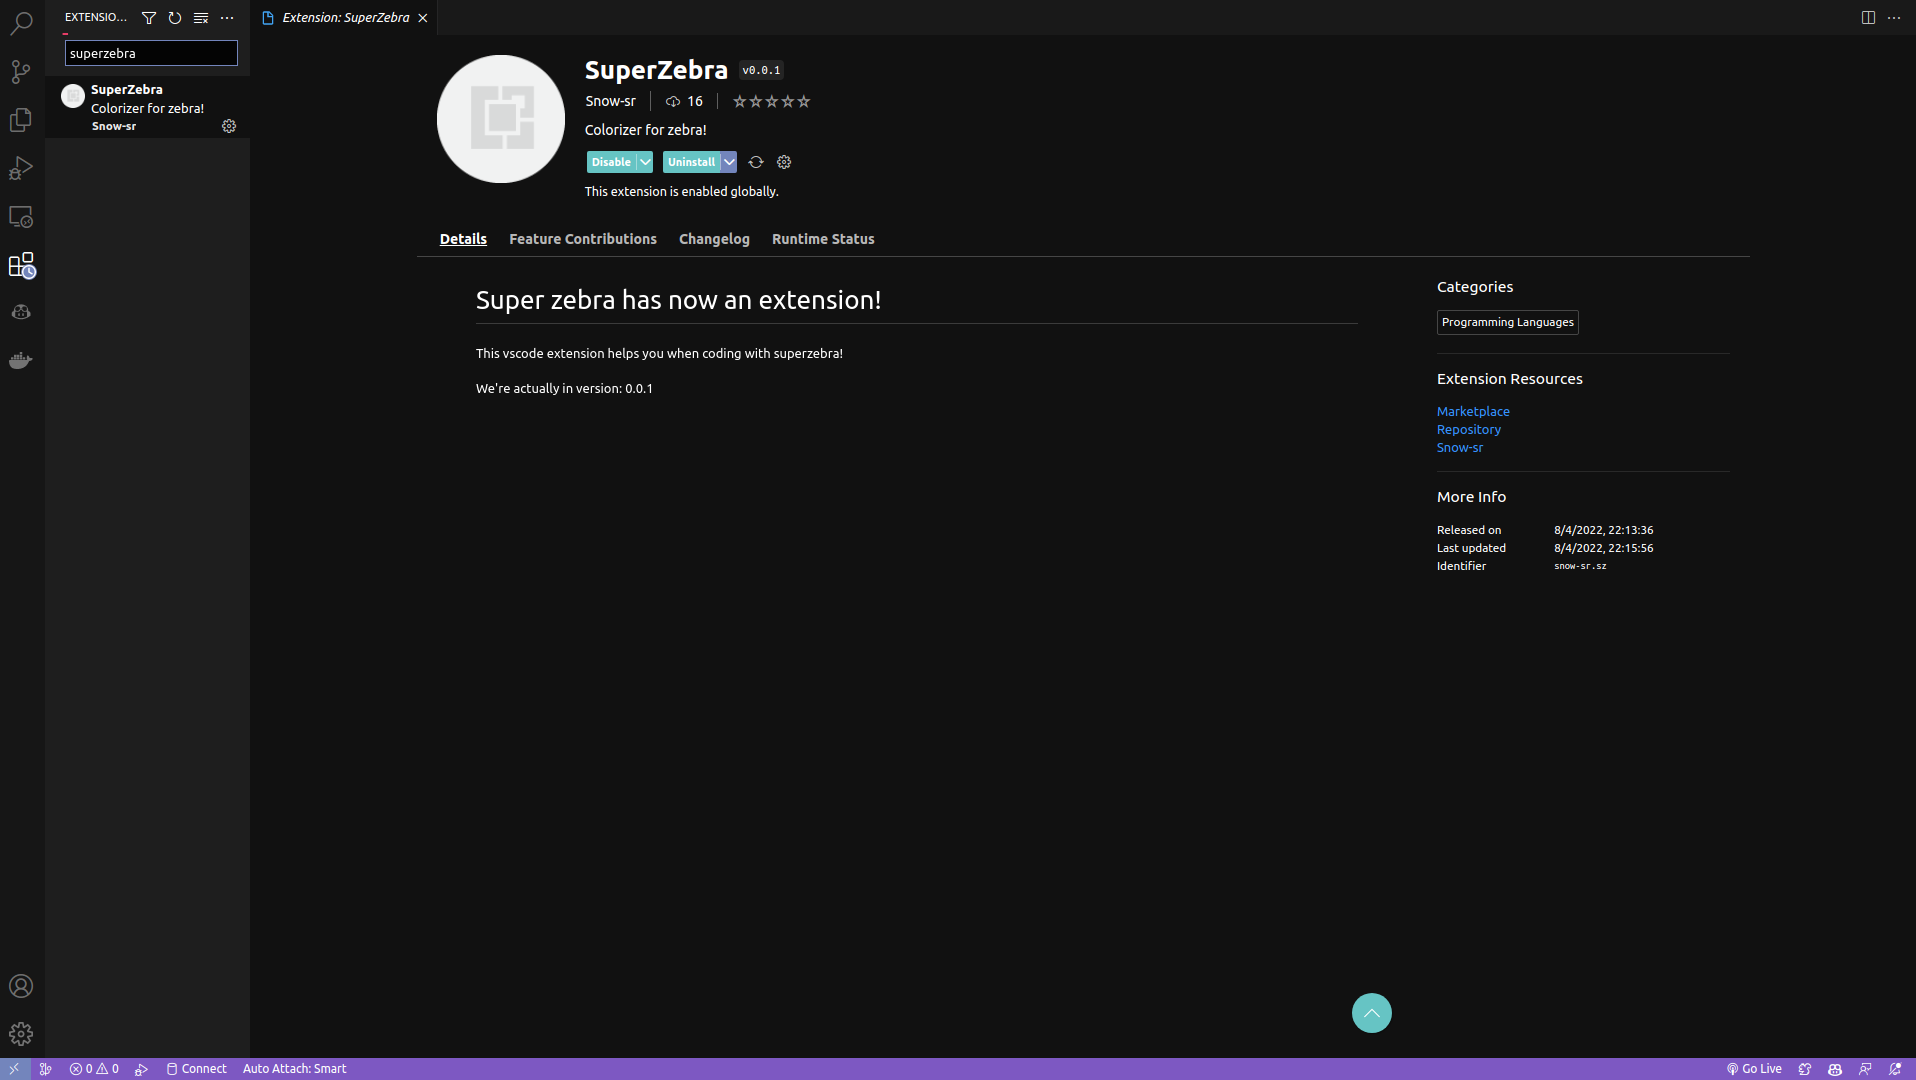 EXTENSIO...
superzebra
SuperZebra
Colorizer for zebra!
Snow-sr
Extension: SuperZebra
SuperZebra v0.0.1
Snow-sr 16
Colorizer for zebra!
Disable Uninstall
This extension is enabled globally.
Details Feature Contributions Changelog Runtime Status
Super zebra has now an extension!
This vscode extension helps you when coding with superzebra!
We're actually in version: 0.0.1
Categories
Programming Languages
Extension Resources
Marketplace
Repository
Snow-sr
More Info
Released on 8/4/2022, 22:13:36
Last updated 8/4/2022, 22:15:56
Identifier snow-sr.sz
0 0 Connect Auto Attach: Smart Go Live